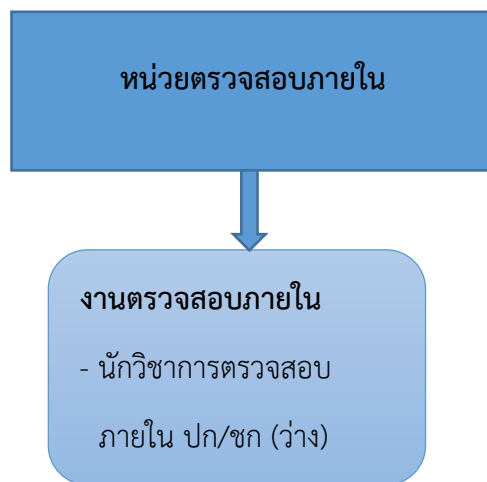 หน่วยตรวจสอบภายใน
งานตรวจสอบภายใน
- นักวิชาการตรวจสอบ
ภายใน ปก/ชก (ว่าง)